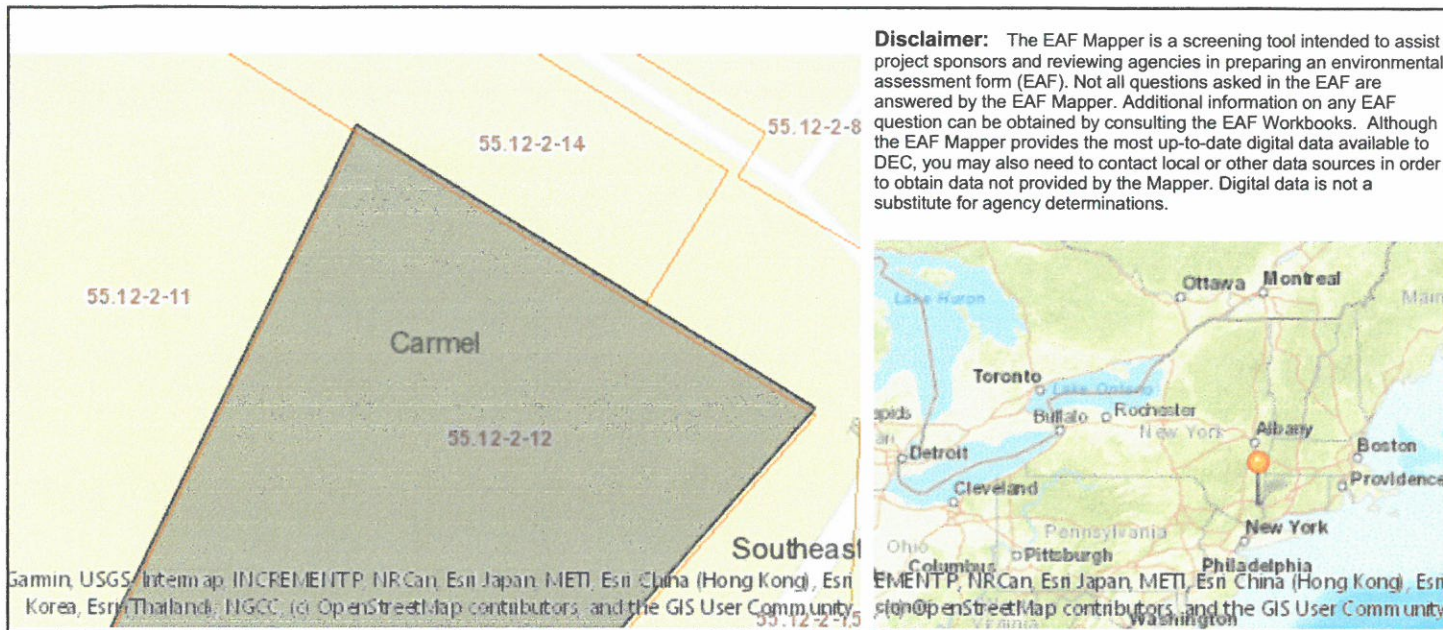 Disclaimer: The EAF Mapper is a screening tool intended to assist
project sponsors and reviewing agencies in preparing an environmental
assessment form (EAF). Not all questions asked in the EAF are
answered by the EAF Mapper. Additional information on any EAF
question can be obtained by consulting the EAF Workbooks. Although
the EAF Mapper provides the most up-to-date digital data available to
DEC, you may also need to contact local or other data sources in order
to obtain data not provided by the Mapper. Digital data is not a
substitute for agency determinations.
55.12-2-8
55.12-2-14
55.12-2-11
Carmel
55.12-2-12
Southeast
55.12-2-15
Garmin, USGS, Intermap, INCREMENT P, NRCan, Esri Japan, METI, Esri China (Hong Kong), Esri
Korea, Esri (Thailand), NGCC, (c) OpenStreetMap contributors, and the GIS User Community
Ottawa
Montreal
Lake Huron
Main
Toronto
Lake Ontario
apids
Buffalo
Rochester
New York
Albany
Boston
Detroit
Providence
Cleveland
New York
Pennsylvania
Ohio
Pittsburgh
Philadelphia
Columbus
EMENT P, NRCan, Esri Japan, METI, Esri China (Hong Kong), Esri
OpenStreetMap contributors, and the GIS User Community
Virginia
Washington